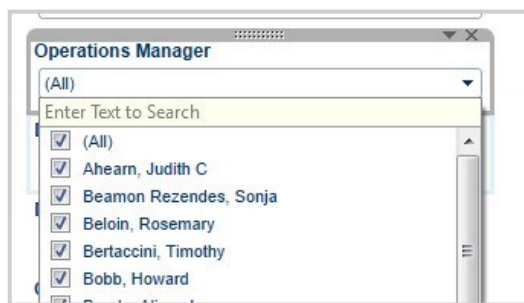 Operations Manager
(All)
Enter Text to Search
(All)
Ahearn, Judith C
Beamon Rezendes, Sonja
Beloin, Rosemary
Bertaccini, Timothy
Bobb, Howard